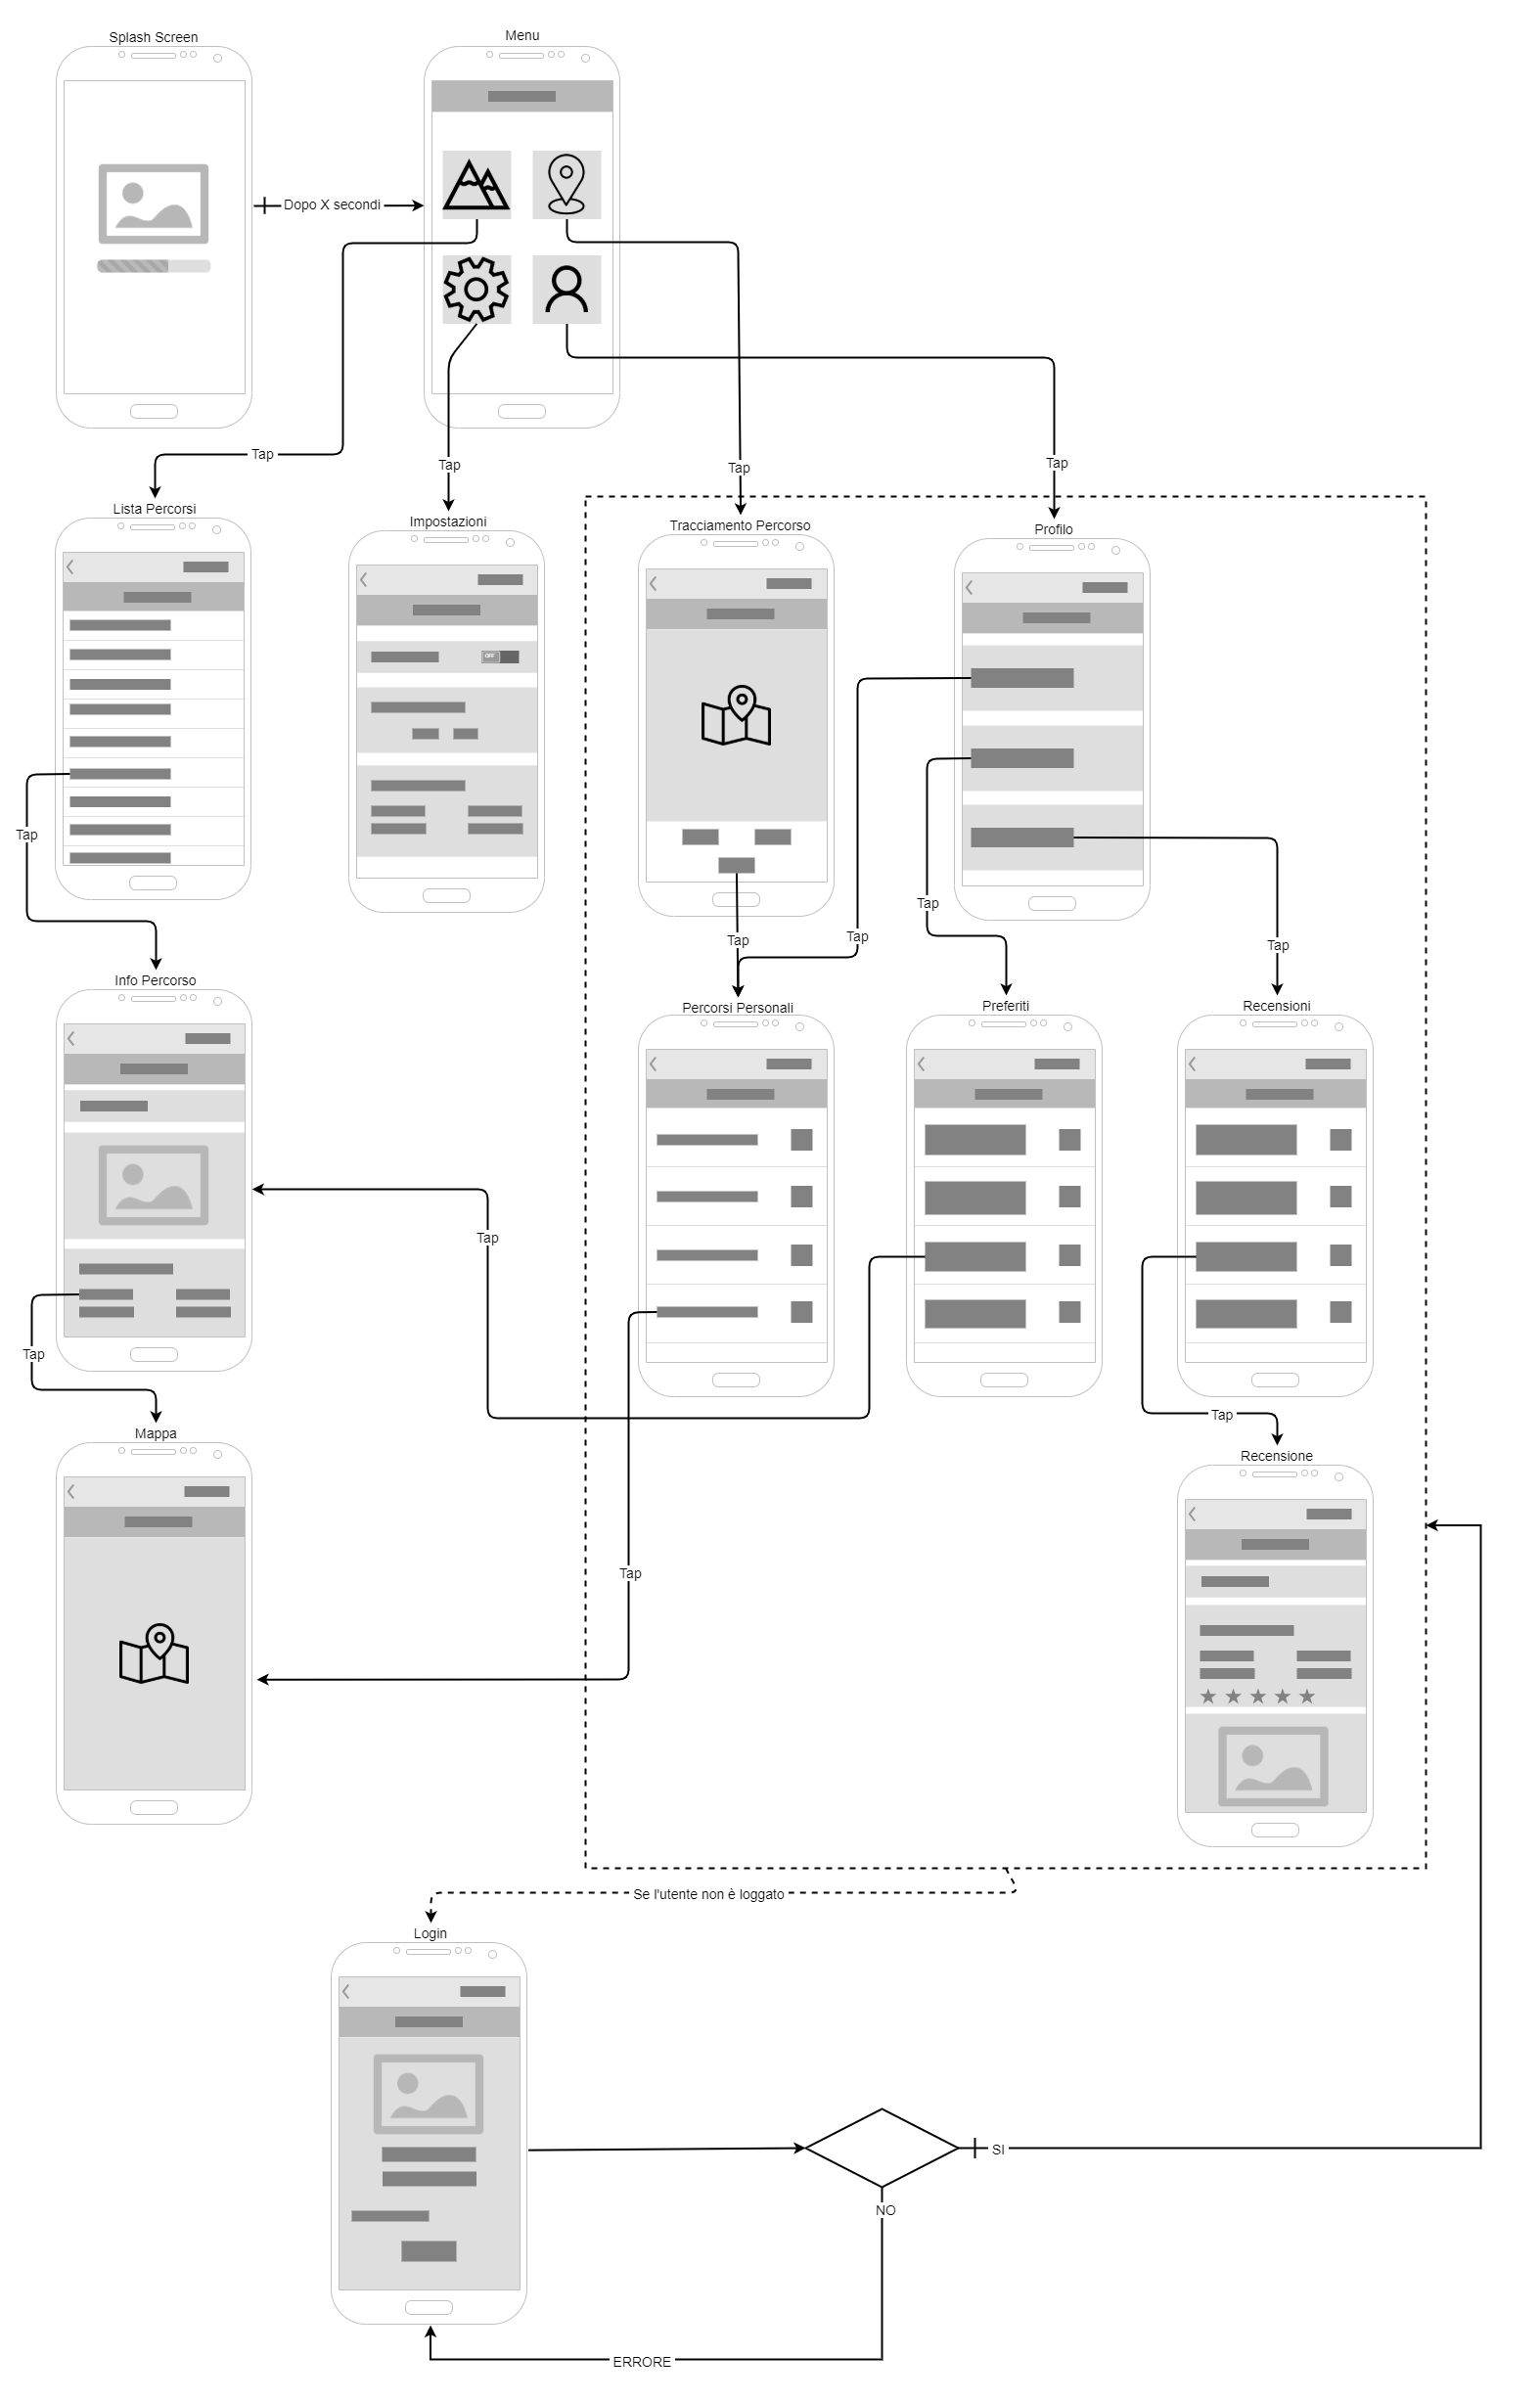 Splash Screen
Menu
Dopo X secondi
Tap
Tap
Tap
Tap
Lista Percorsi
Impostazioni
Tracciamento Percorso
Profilo
OFF
Tap
Tap
Tap
Tap
Tap
Info Percorso
Percorsi Personali
Preferiti
Recensioni
Tap
Tap
Tap
Mappa
Recensione
Tap
Se l'utente non è loggato
Login
SI
NO
ERRORE